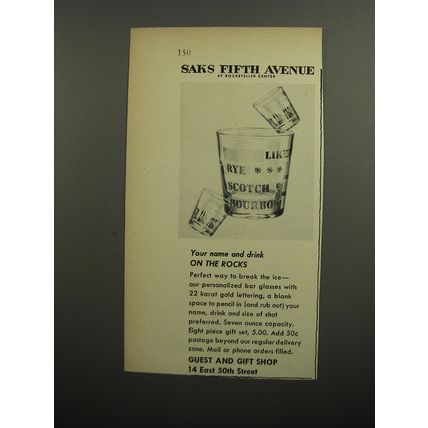 150
SAKS FIFTH AVENUE
AT ROCKEFELLER CENTER
LIKES
RYE ***
SCOTCH
BOURBON
Your name and drink
ON THE ROCKS
Perfect way to break the ice—
our personalized bar glasses with
22 karat gold lettering, a blank
space to pencil in (and rub out) your
name, drink and size of shot
preferred. Seven ounce capacity.
Eight piece gift set, 5.00. Add 50c
postage beyond our regular delivery
zone. Mail or phone orders filled.
GUEST AND GIFT SHOP
14 East 50th Street